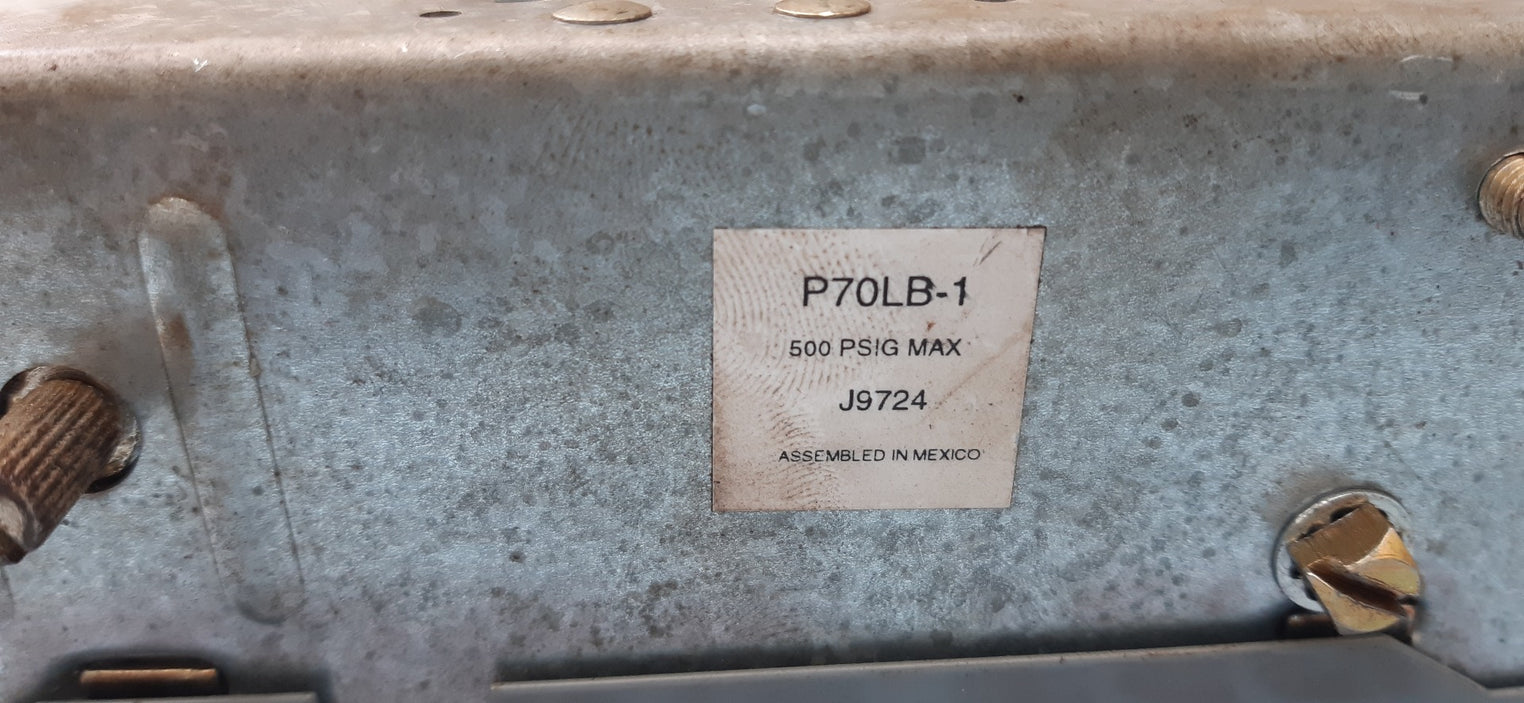 P70LB-1
500 PSIG MAX
J9724
ASSEMBLED IN MEXICO